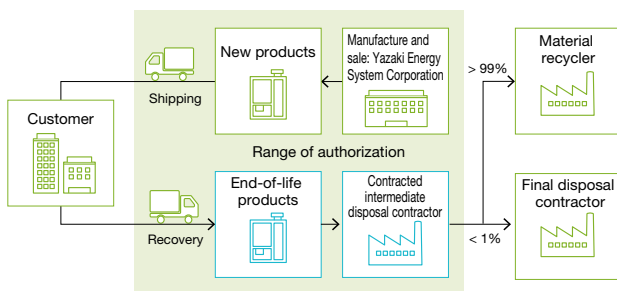 New products
Manufacture and
sale: Yazaki Energy
System Corporation
Material
recycler
> 99%
Shipping
Customer
Range of authorization
End-of-life
products
Contracted
intermediate
disposal contractor
Final disposal
contractor
Recovery
< 1%